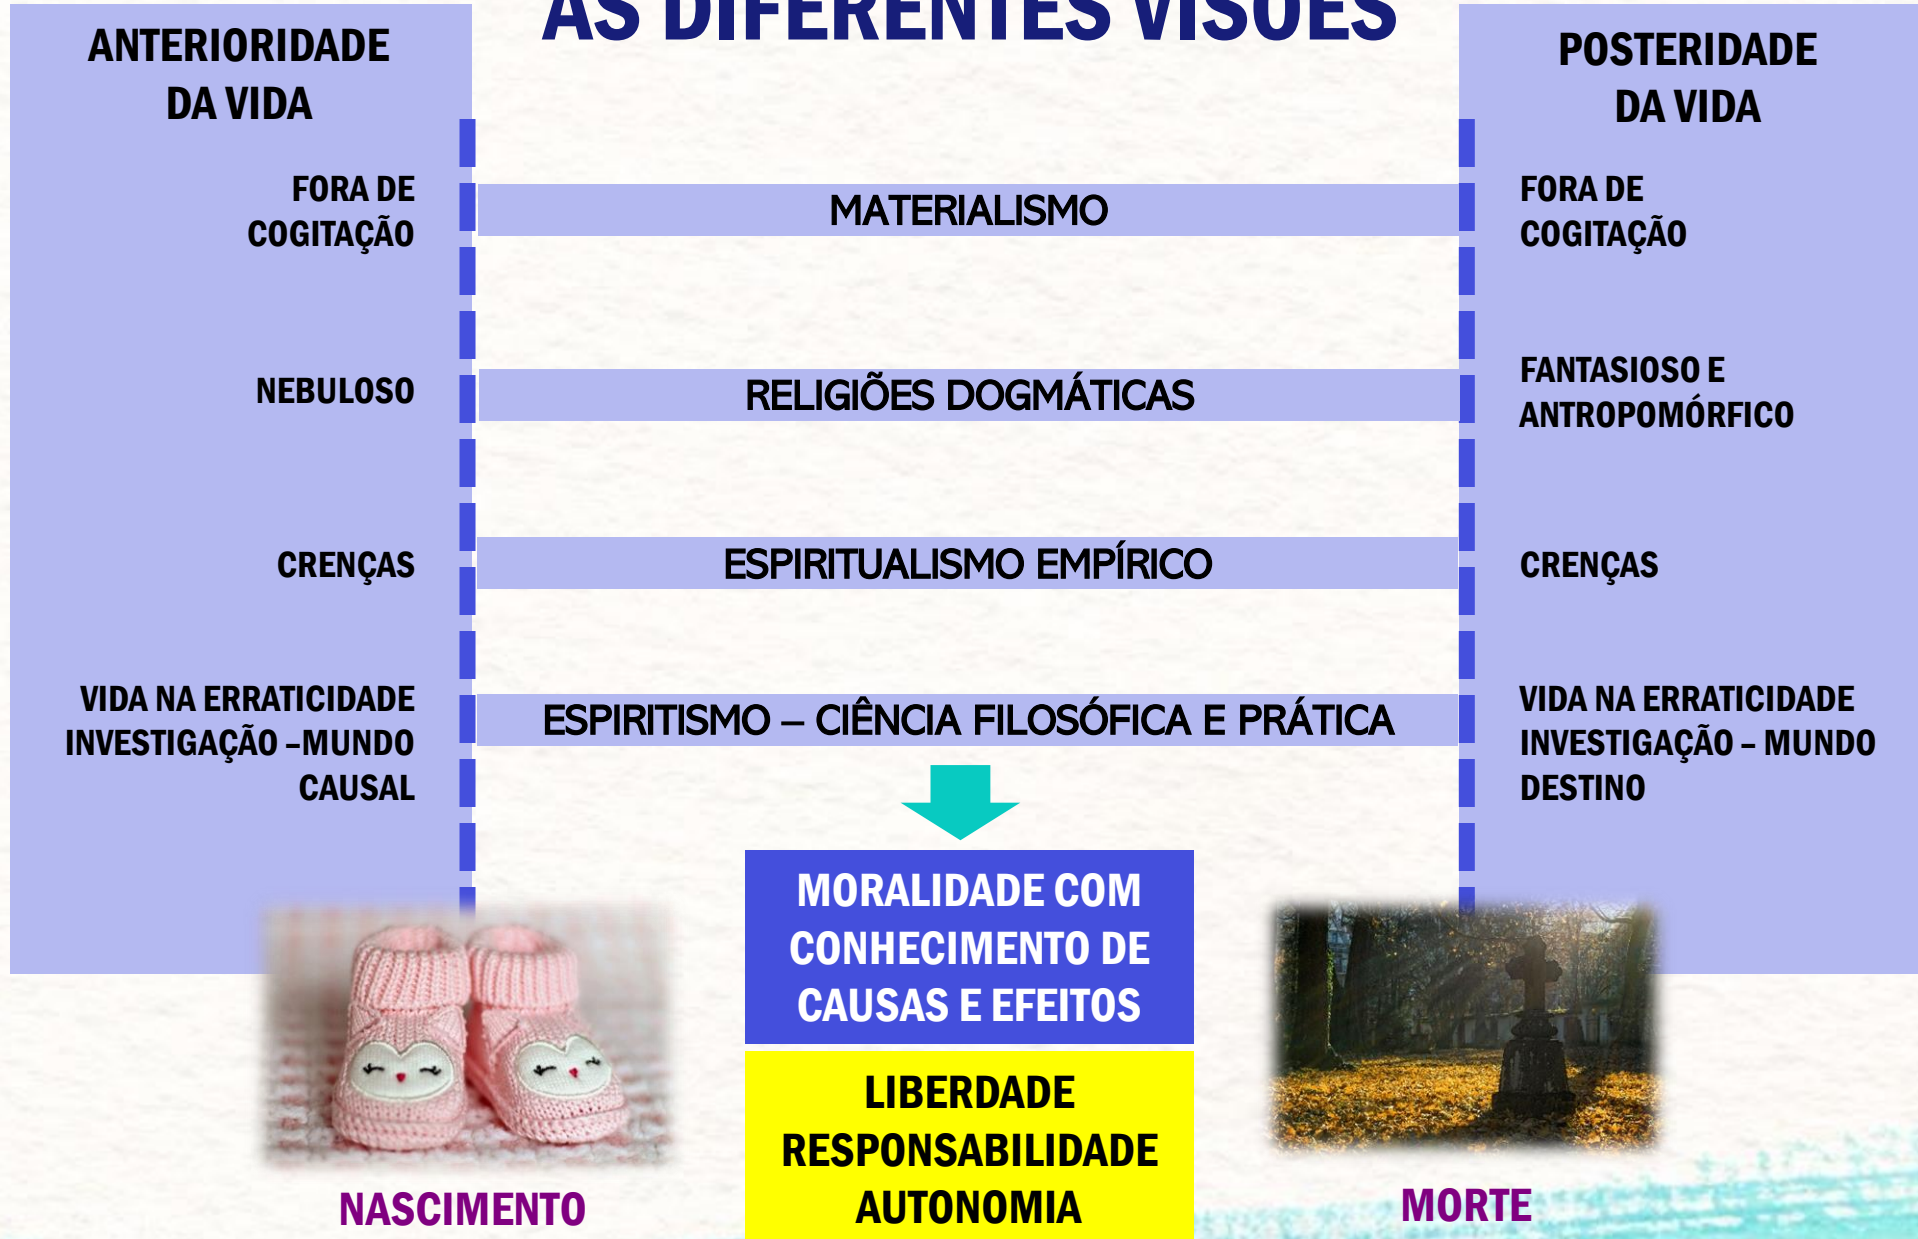 AS DIFERENTES VISÕES
ANTERIORIDADE
DA VIDA
POSTERIDADE
DA VIDA
FORA DE
COGITAÇÃO
MATERIALISMO
FORA DE
COGITAÇÃO
NEBULOSO
RELIGIÕES DOGMÁTICAS
FANTASIOSO E
ANTROPOMÓRFICO
CRENÇAS
ESPIRITUALISMO EMPÍRICO
CRENÇAS
VIDA NA ERRATICIDADE
INVESTIGAÇÃO –MUNDO
CAUSAL
ESPIRITISMO – CIÊNCIA FILOSÓFICA E PRÁTICA
VIDA NA ERRATICIDADE
INVESTIGAÇÃO – MUNDO
DESTINO
MORALIDADE COM
CONHECIMENTO DE
CAUSAS E EFEITOS
LIBERDADE
RESPONSABILIDADE
AUTONOMIA
NASCIMENTO
MORTE